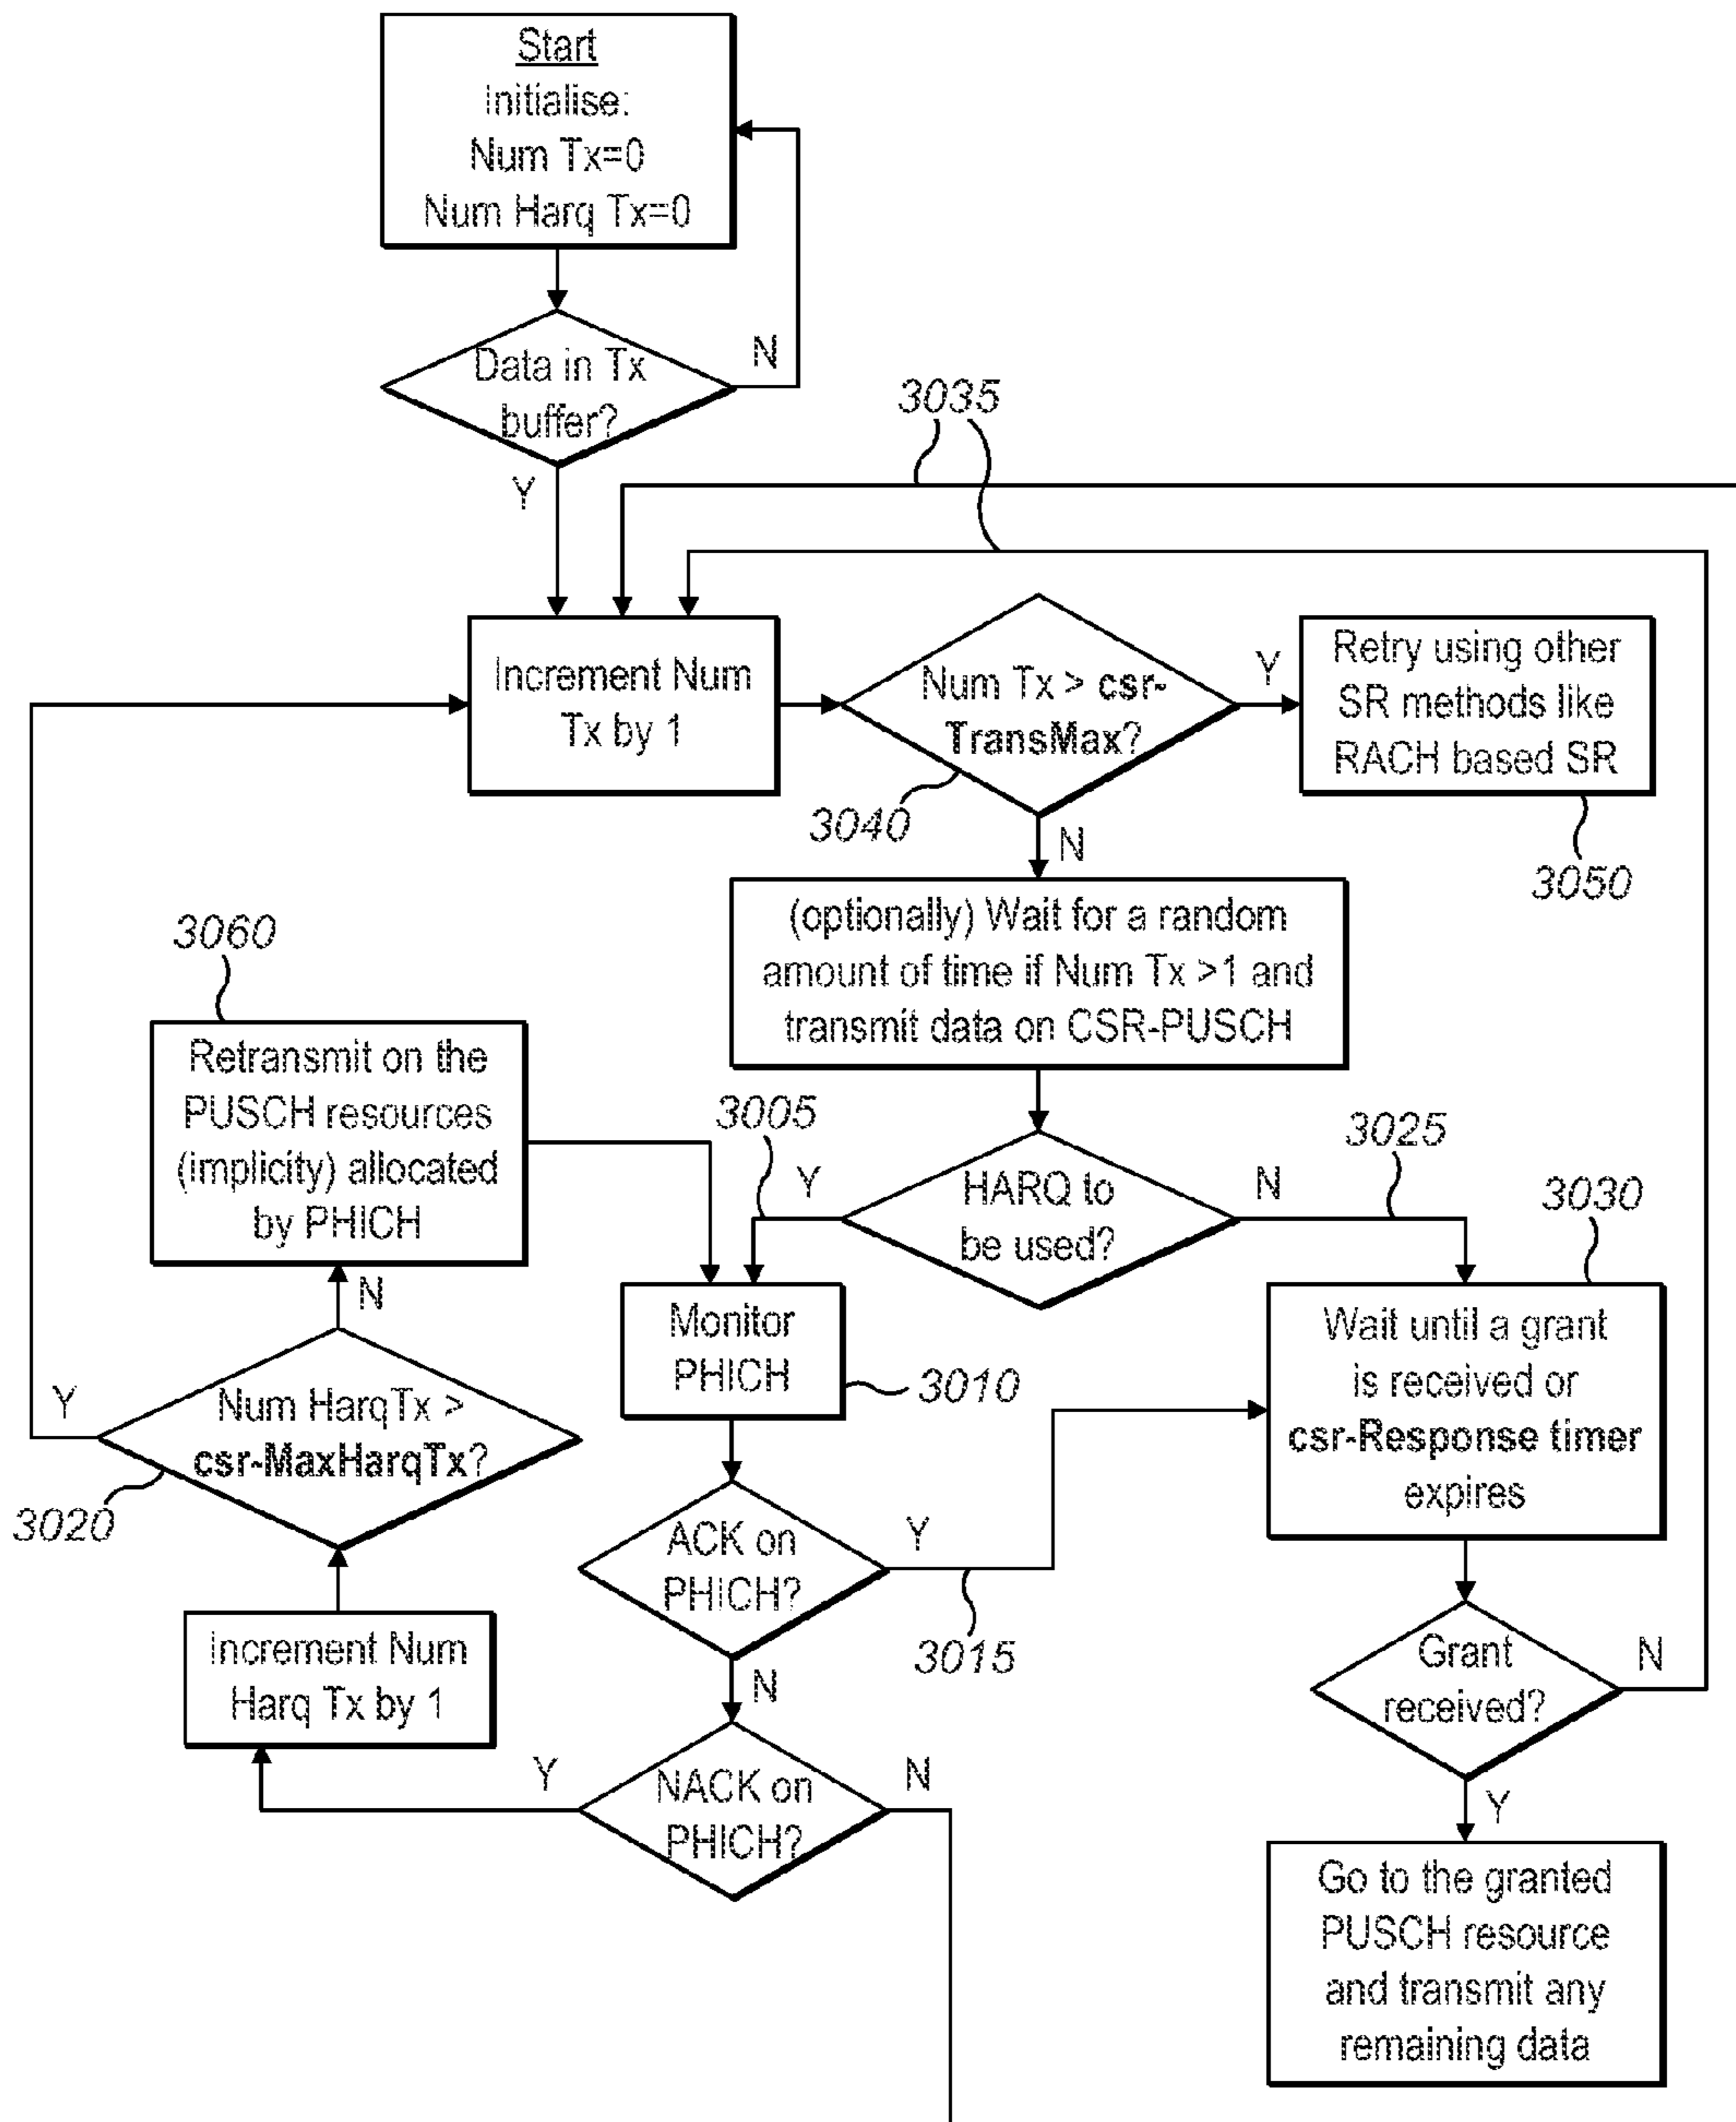 Start
Initialise:
Num Tx=0
Num Harq Tx=0
Data in Tx
buffer?
N
Y
3035
Increment Num
Tx by 1
Num Tx > csr-
TransMax?
Y
N
3040
Retry using other
SR methods like
RACH based SR
3050
(optionally) Wait for a random
amount of time if Num Tx >1 and
transmit data on CSR-PUSCH
3060
Retransmit on the
PUSCH resources
(implicity) allocated
by PHICH
3005
Y
HARQ to
be used?
N
3025
3030
Monitor
PHICH
3010
Wait until a grant
is received or
csr-Response timer
expires
N
Y
Num HarqTx >
csr-MaxHarqTx?
3020
ACK on
PHICH?
Y
3015
N
Increment Num
Harq Tx by 1
Grant
received?
N
Y
Y
NACK on
PHICH?
N
Go to the granted
PUSCH resource
and transmit any
remaining data